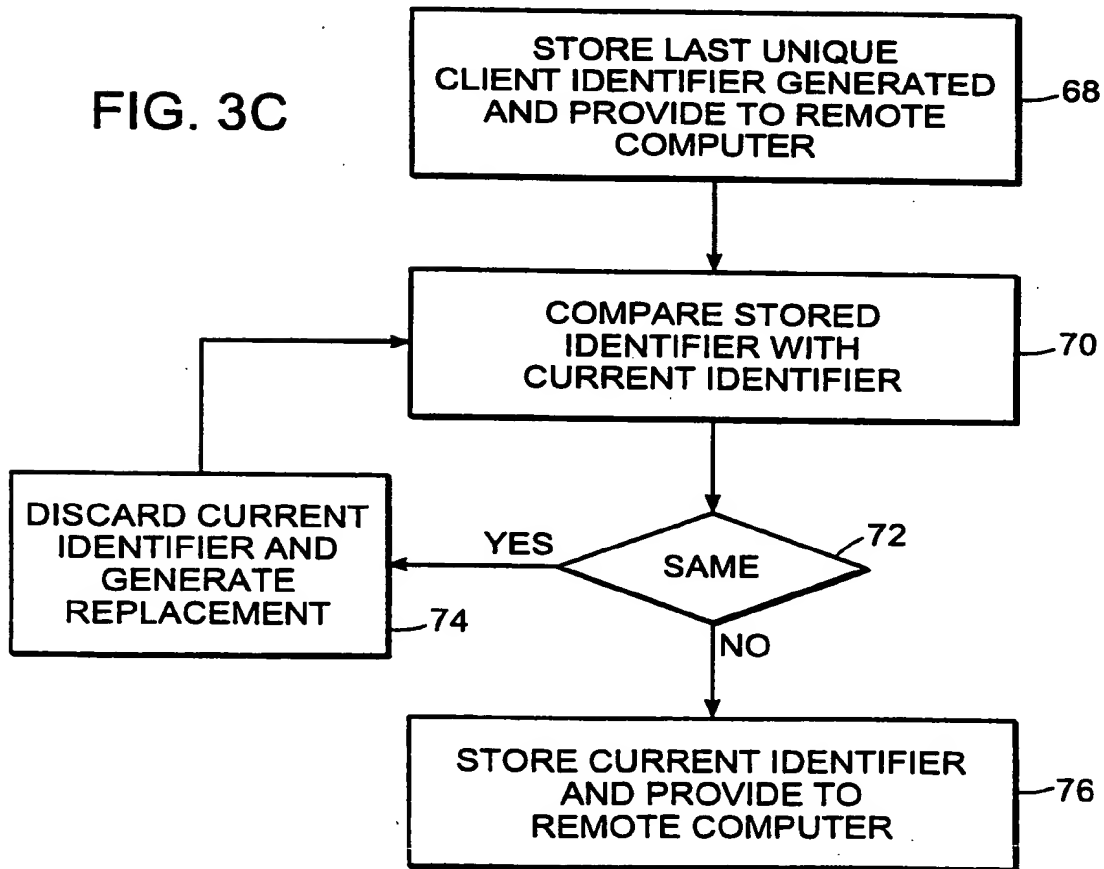 FIG. 3C
STORE LAST UNIQUE
CLIENT IDENTIFIER GENERATED
AND PROVIDE TO REMOTE
COMPUTER
68
COMPARE STORED
IDENTIFIER WITH
CURRENT IDENTIFIER
70
DISCARD CURRENT
IDENTIFIER AND
GENERATE
REPLACEMENT
74
YES
SAME
72
NO
STORE CURRENT IDENTIFIER
AND PROVIDE TO
REMOTE COMPUTER
76